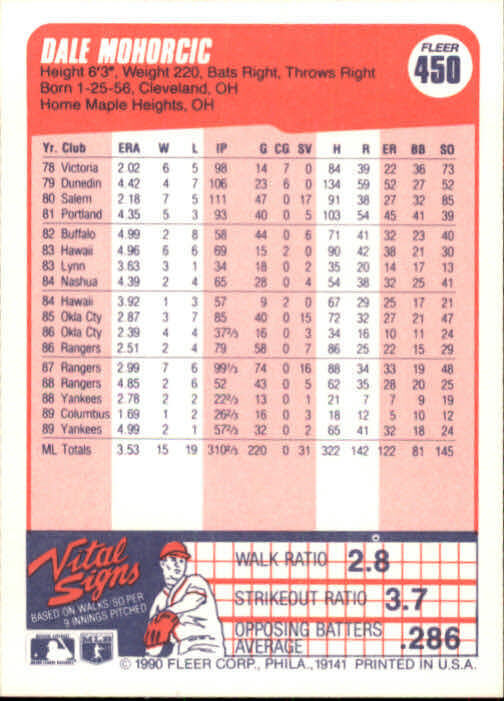 DALE MOHORCIC
FLEER
450
Height 6'3", Weight 220, Bats Right, Throws Right
Born 1-25-56, Cleveland, OH
Home Maple Heights, OH
Yr. Club ERA W L IP G CG SV H R ER BB SO
78 Victoria 2.02 6 5 98 14 7 0 84 39 22 36 73
79 Dunedin 4.42 4 7 106 23 6 0 134 59 52 27 52
80 Salem 2.18 7 5 111 47 0 17 91 38 27 32 85
81 Portland 4.35 5 3 93 40 0 5 103 54 45 41 39
82 Buffalo 4.99 2 8 58 44 0 6 71 41 32 23 40
83 Hawaii 4.96 6 6 69 15 2 0 90 42 38 21 30
83 Lynn 3.63 3 1 34 18 0 2 35 20 14 17 13
84 Nashua 4.39 2 4 65 28 0 4 54 38 32 25 41
84 Hawaii 3.92 1 3 57 9 2 0 67 29 25 17 21
85 Okla Cty 2.87 3 7 85 40 0 15 72 32 27 21 47
86 Okla Cty 2.39 4 4 37 2/3 16 0 3 34 16 10 11 24
86 Rangers 2.51 2 4 79 58 0 7 86 25 22 15 29
87 Rangers 2.99 7 6 99 1/3 74 0 16 88 34 33 19 48
88 Rangers 4.85 2 6 52 43 0 5 62 35 28 20 25
88 Yankees 2.78 2 2 22 2/3 13 0 1 21 7 7 9 19
89 Columbus 1.69 1 2 26 2/3 16 0 3 18 12 5 10 12
89 Yankees 4.99 2 1 57 2/3 32 0 2 65 41 32 18 24
ML Totals 3.53 15 19 310 2/3 220 0 31 322 142 122 81 145
Vital
Signs
BASED ON WALKS/SO PER
9 INNINGS PITCHED
WALK RATIO 2.8
STRIKEOUT RATIO 3.7
OPPOSING BATTERS
AVERAGE .286
© 1990 FLEER CORP., PHILA., 19141 PRINTED IN U.S.A.